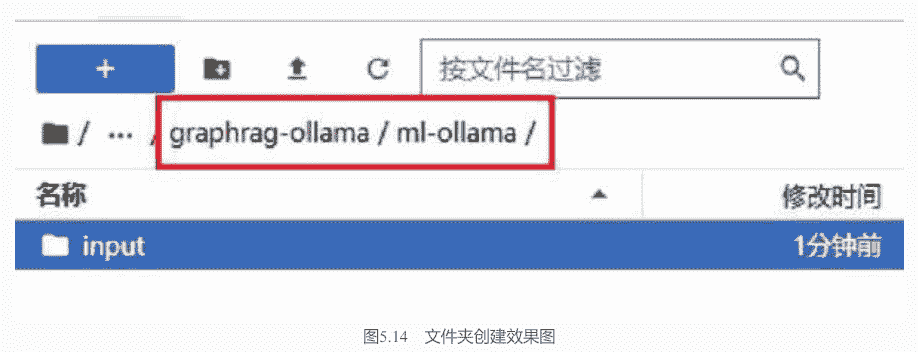 + 按文件名过滤
/ … / graphrag-ollama / ml-ollama /
名称 修改时间
input 1分钟前
图5.14 文件夹创建效果图